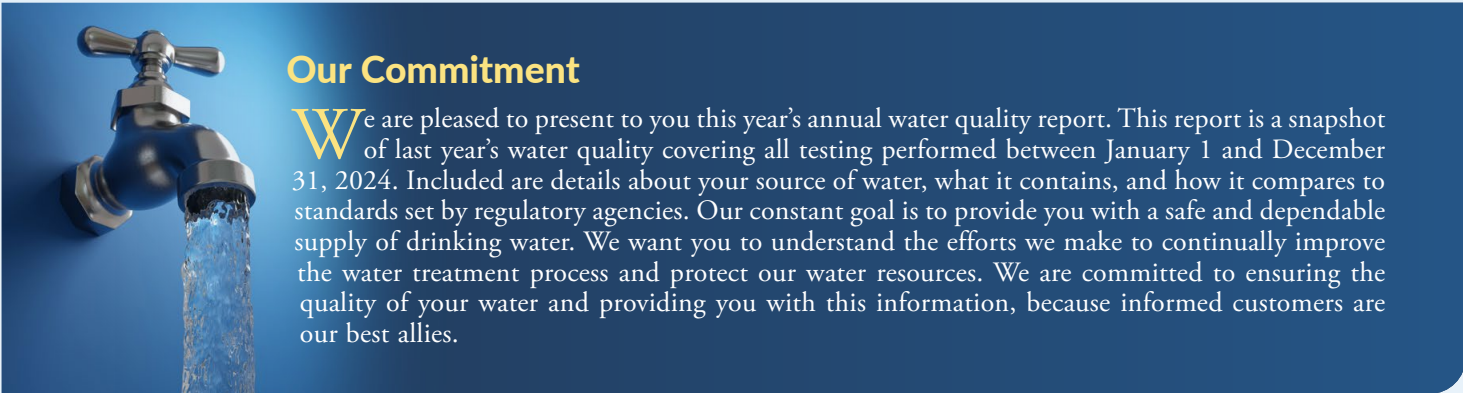 Our Commitment
We are pleased to present to you this year’s annual water quality report. This report is a snapshot
of last year’s water quality covering all testing performed between January 1 and December
31, 2024. Included are details about your source of water, what it contains, and how it compares to
standards set by regulatory agencies. Our constant goal is to provide you with a safe and dependable
supply of drinking water. We want you to understand the efforts we make to continually improve
the water treatment process and protect our water resources. We are committed to ensuring the
quality of your water and providing you with this information, because informed customers are
our best allies.